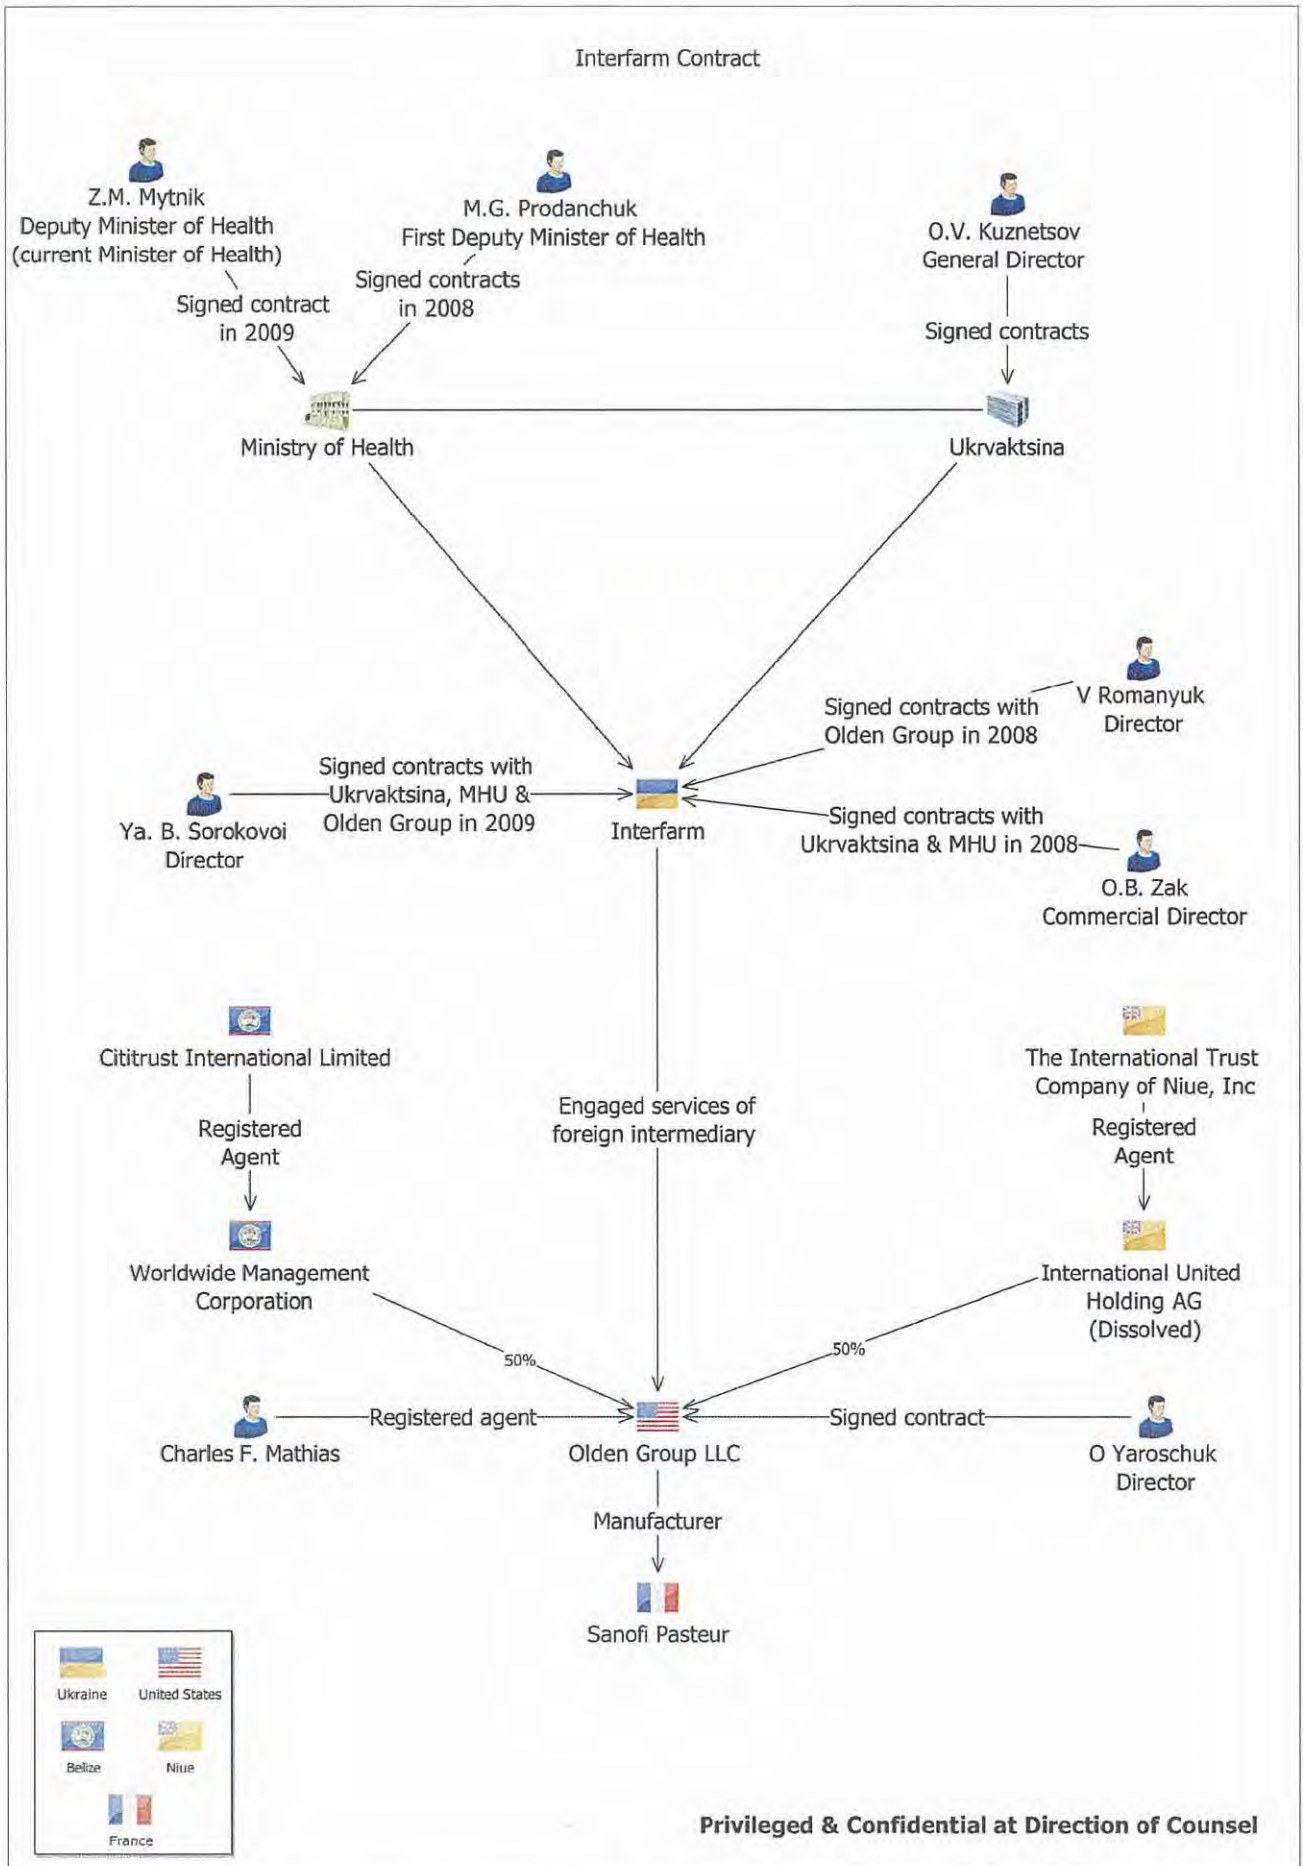 Interfarm Contract
Z.M. Mytnik
Deputy Minister of Health
(current Minister of Health)
M.G. Prodanchuk
First Deputy Minister of Health
O.V. Kuznetsov
General Director
Signed contract
in 2009
Signed contracts
in 2008
Signed contracts
Ministry of Health
Ukrvaktsina
V Romanyuk
Director
Signed contracts with
Olden Group in 2008
Signed contracts with
Ukrvaktsina, MHU &
Olden Group in 2009
Ya. B. Sorokovoi
Director
Interfarm
Signed contracts with
Ukrvaktsina & MHU in 2008
O.B. Zak
Commercial Director
Cititrust International Limited
The International Trust
Company of Niue, Inc
Registered
Agent
Engaged services of
foreign intermediary
Registered
Agent
Worldwide Management
Corporation
International United
Holding AG
(Dissolved)
50%
50%
Charles F. Mathias
Registered agent
Olden Group LLC
Signed contract
O Yaroschuk
Director
Manufacturer
Sanofi Pasteur
Ukraine
United States
Belize
Niue
France
Privileged & Confidential at Direction of Counsel